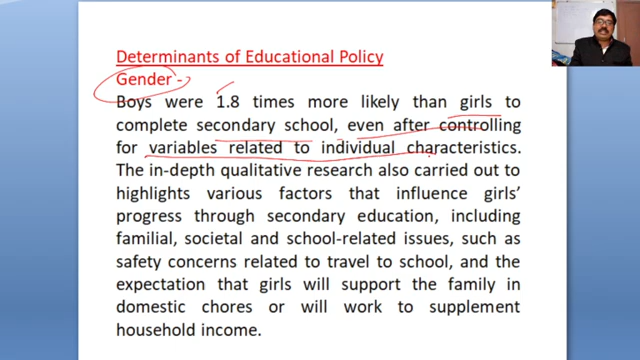 Determinants of Educational Policy
Gender -
Boys were 1.8 times more likely than girls to
complete secondary school, even after controlling
for variables related to individual characteristics.
The in-depth qualitative research also carried out to
highlights various factors that influence girls’
progress through secondary education, including
familial, societal and school-related issues, such as
safety concerns related to travel to school, and the
expectation that girls will support the family in
domestic chores or will work to supplement
household income.